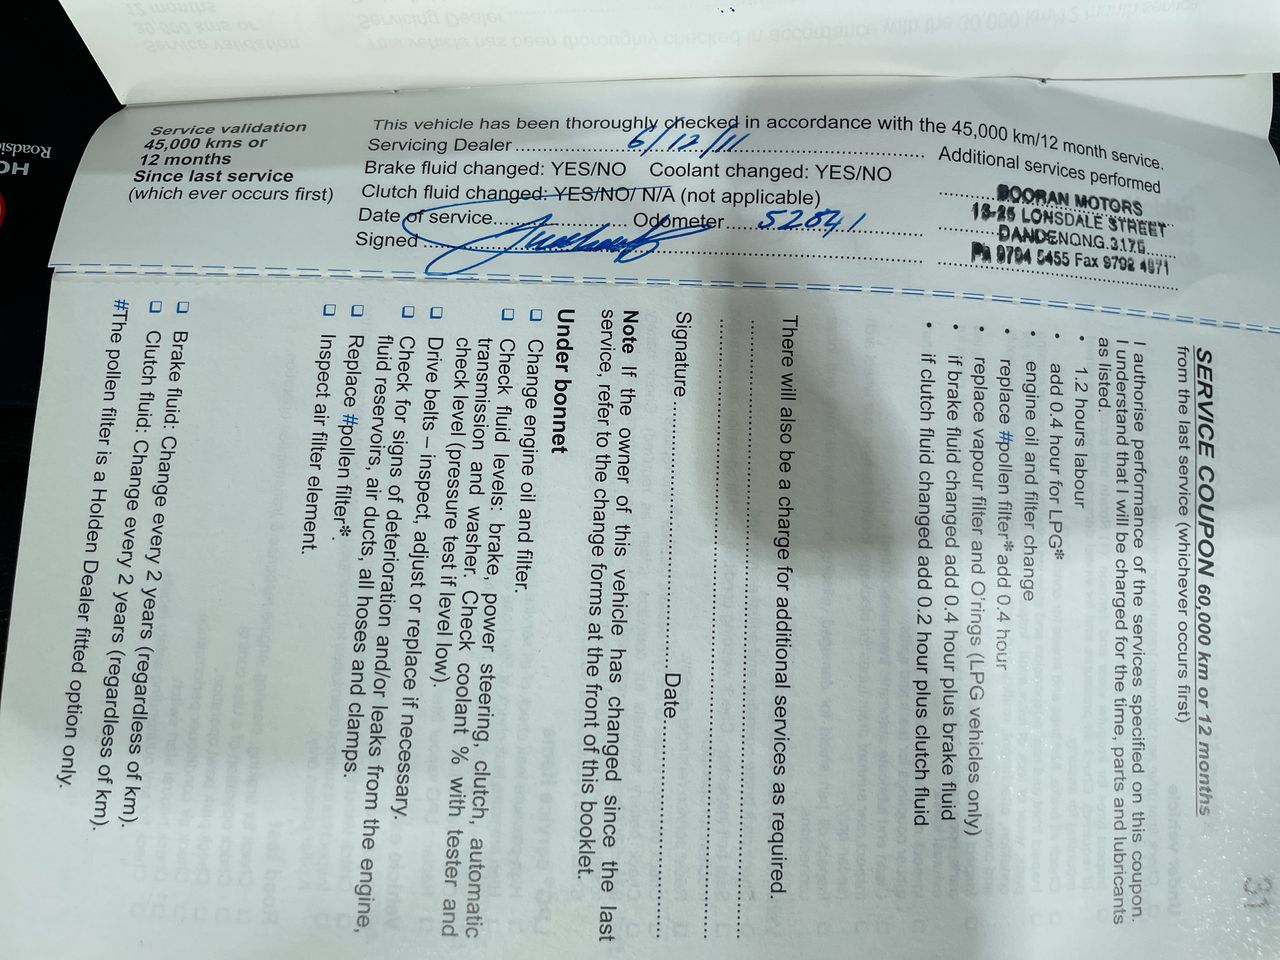 Service validation
45,000 kms or
12 months
Since last service
(which ever occurs first)
This vehicle has been thoroughly checked in accordance with the 45,000 km/12 month service.
Servicing Dealer
6/12/11
Additional services performed
Brake fluid changed: YES/NO Coolant changed: YES/NO
Clutch fluid changed: YES/NO/ N/A (not applicable)
Date of service Odometer 52041
Signed
BOORAN MOTORS
LONSDALE STREET
DANDENONG.3175
PH 9794 5455 Fax 9792 4971
SERVICE COUPON 60,000 km or 12 months
from the last service (whichever occurs first)
I authorise performance of the services specified on this coupon.
I understand that I will be charged for the time, parts and lubricants
as listed.
• 1.2 hours labour
• add 0.4 hour for LPG*
• engine oil and filter change
• replace #pollen filter* add 0.4 hour
• replace vapour filter and O'rings (LPG vehicles only)
• if brake fluid changed add 0.4 hour plus brake fluid
• if clutch fluid changed add 0.2 hour plus clutch fluid
There will also be a charge for additional services as required.
Signature Date
Note If the owner of this vehicle has changed since the last
service, refer to the change forms at the front of this booklet.
Under bonnet
❏ Change engine oil and filter.
❏ Check fluid levels: brake, power steering, clutch, automatic
transmission and washer. Check coolant % with tester and
check level (pressure test if level low).
❏ Drive belts – inspect, adjust or replace if necessary.
❏ Check for signs of deterioration and/or leaks from the engine,
fluid reservoirs, air ducts, all hoses and clamps.
❏ Replace #pollen filter*.
❏ Inspect air filter element.
❏ Brake fluid: Change every 2 years (regardless of km).
❏ Clutch fluid: Change every 2 years (regardless of km).
#The pollen filter is a Holden Dealer fitted option only.
31